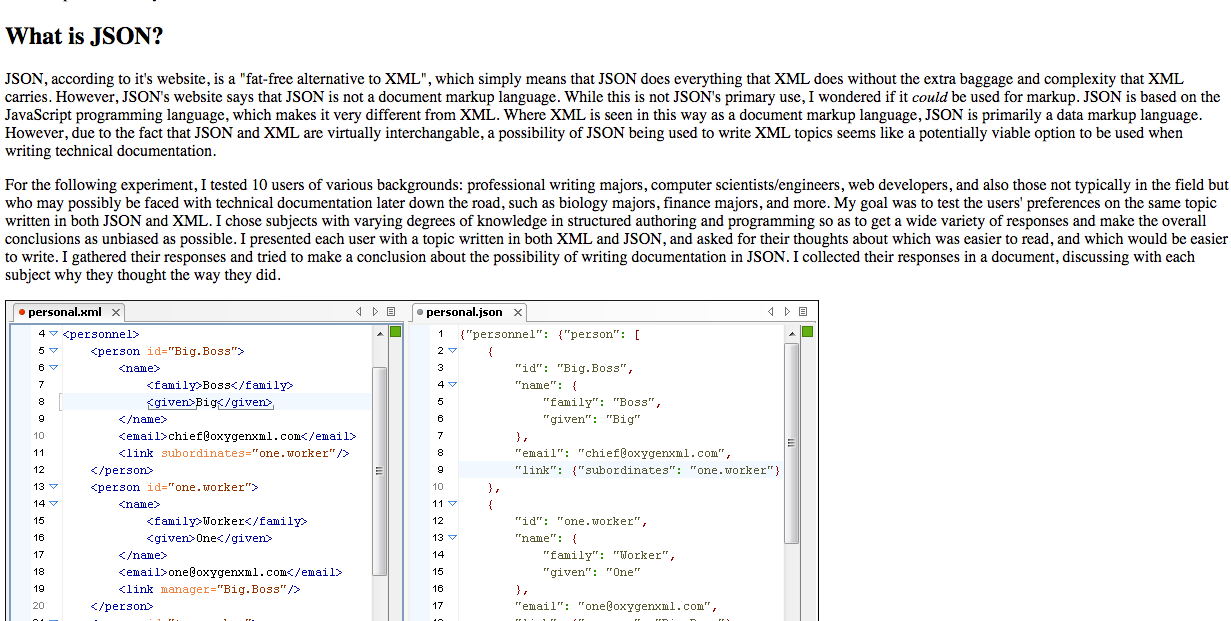 What is JSON?
JSON, according to it's website, is a "fat-free alternative to XML", which simply means that JSON does everything that XML does without the extra baggage and complexity that XML
carries. However, JSON's website says that JSON is not a document markup language. While this is not JSON's primary use, I wondered if it could be used for markup. JSON is based on the
JavaScript programming language, which makes it very different from XML. Where XML is seen in this way as a document markup language, JSON is primarily a data markup language.
However, due to the fact that JSON and XML are virtually interchangable, a possibility of JSON being used to write XML topics seems like a potentially viable option to be used when
writing technical documentation.
For the following experiment, I tested 10 users of various backgrounds: professional writing majors, computer scientists/engineers, web developers, and also those not typically in the field but
who may possibly be faced with technical documentation later down the road, such as biology majors, finance majors, and more. My goal was to test the users' preferences on the same topic
written in both JSON and XML. I chose subjects with varying degrees of knowledge in structured authoring and programming so as to get a wide variety of responses and make the overall
conclusions as unbiased as possible. I presented each user with a topic written in both XML and JSON, and asked for their thoughts about which was easier to read, and which would be easier
to write. I gathered their responses and tried to make a conclusion about the possibility of writing documentation in JSON. I collected their responses in a document, discussing with each
subject why they thought the way they did.
personal.xml
4 <personnel>
5 <person id="Big.Boss">
6 <name>
7 <family>Boss</family>
8 <given>Big</given>
9 </name>
10 <email>chief@oxygenxml.com</email>
11 <link subordinates="one.worker"/>
12 </person>
13 <person id="one.worker">
14 <name>
15 <family>Worker</family>
16 <given>One</given>
17 </name>
18 <email>one@oxygenxml.com</email>
19 <link manager="Big.Boss"/>
20 </person>
personal.json
1 {"personnel": {"person": [
2 {
3 "id": "Big.Boss",
4 "name": {
5 "family": "Boss",
6 "given": "Big"
7 },
8 "email": "chief@oxygenxml.com",
9 "link": {"subordinates": "one.worker"}
10 },
11 {
12 "id": "one.worker",
13 "name": {
14 "family": "Worker",
15 "given": "One"
16 },
17 "email": "one@oxygenxml.com",